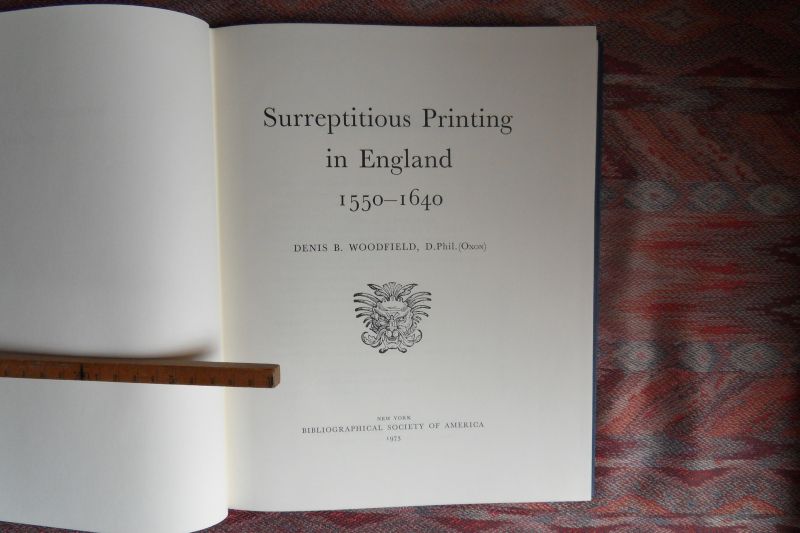 Surreptitious Printing
in England
1550–1640
DENIS B. WOODFIELD, D.Phil.(Oxon)
NEW YORK
BIBLIOGRAPHICAL SOCIETY OF AMERICA
1973